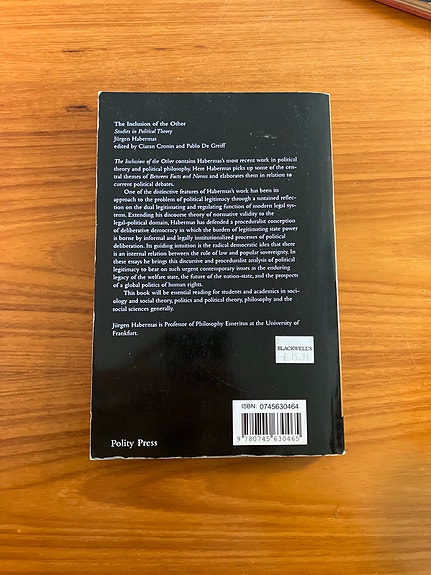 The Inclusion of the Other
Studies in Political Theory
Jürgen Habermas
edited by Ciaran Cronin and Pablo De Greiff
The Inclusion of the Other contains Habermas's most recent work in political
theory and political philosophy. Here Habermas picks up some of the cen-
tral themes of Between Facts and Norms and elaborates them in relation to
current political debates.
One of the distinctive features of Habermas's work has been its
approach to the problem of political legitimacy through a sustained reflec-
tion on the dual legitimating and regulating function of modern legal sys-
tems. Extending his discourse theory of normative validity to the
legal-political domain, Habermas has defended a proceduralist conception
of deliberative democracy in which the burden of legitimating state power
is borne by informal and legally institutionalized processes of political
deliberation. Its guiding intuition is the radical democratic idea that there
is an internal relation between the rule of law and popular sovereignty. In
these essays he brings this discursive and proceduralist analysis of political
legitimacy to bear on such urgent contemporary issues as the enduring
legacy of the welfare state, the future of the nation-state, and the prospects
of a global politics of human rights.
This book will be essential reading for students and academics in soci-
ology and social theory, politics and political theory, philosophy and the
social sciences generally.
Jürgen Habermas is Professor of Philosophy Emeritus at the University of
Frankfurt.
BLACKWELL'S
£ 15.99
ISBN: 0745630464
9 780745 630465
Polity Press